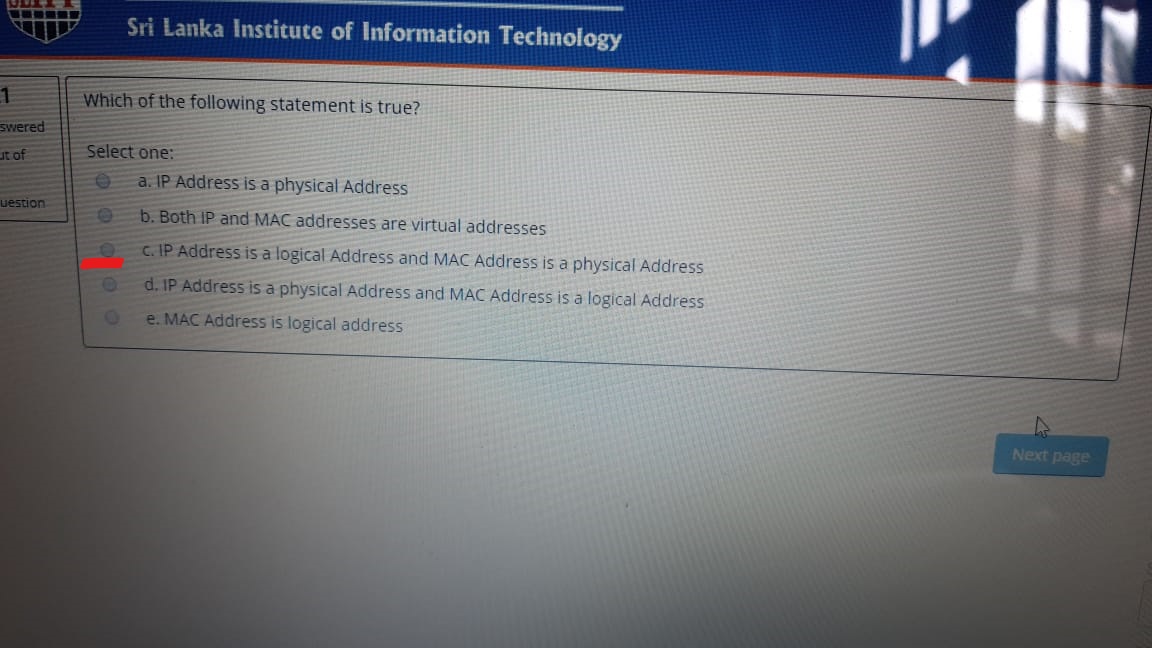 Sri Lanka Institute of Information Technology
1
swered
ut of
uestion
Which of the following statement is true?
Select one:
a. IP Address is a physical Address
b. Both IP and MAC addresses are virtual addresses
c. IP Address is a logical Address and MAC Address is a physical Address
d. IP Address is a physical Address and MAC Address is a logical Address
e. MAC Address is logical address
Next page